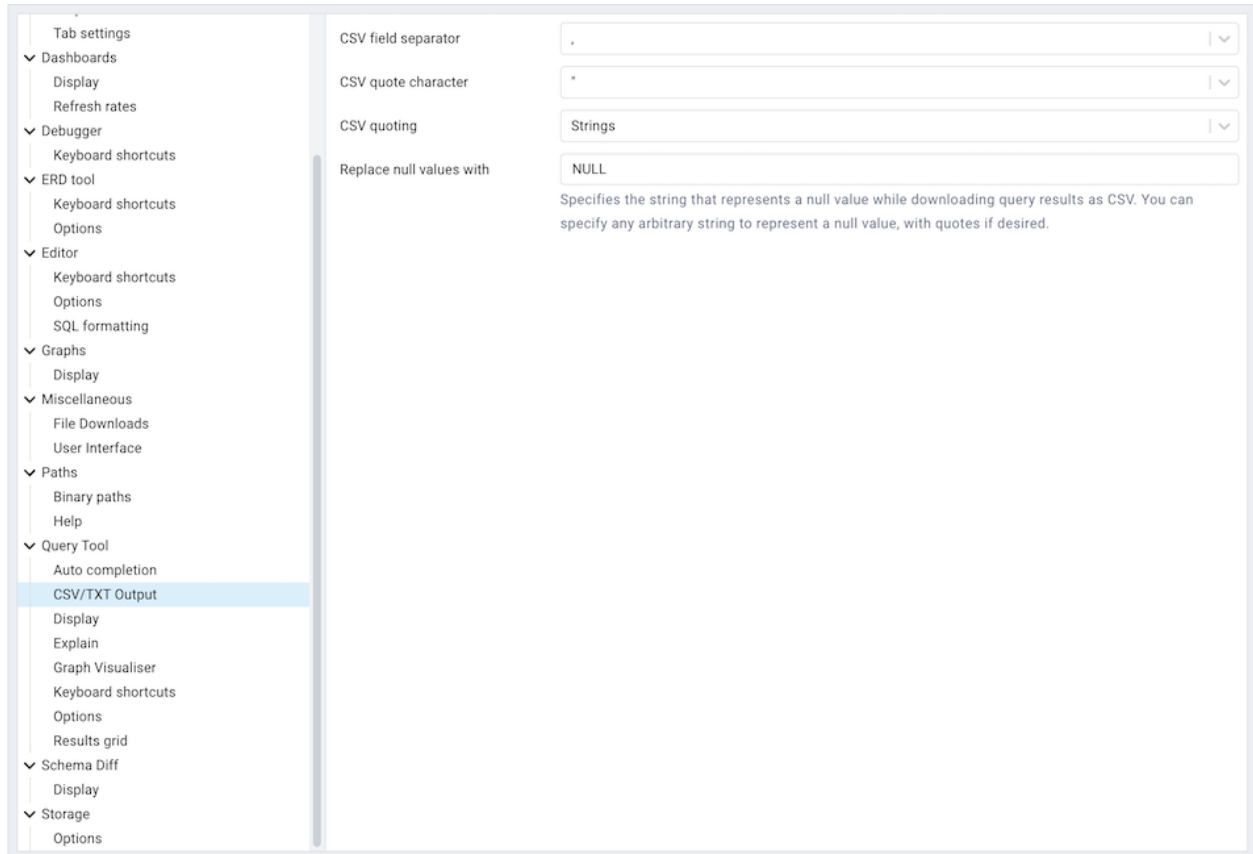 Tab settings
Dashboards
Display
Refresh rates
Debugger
Keyboard shortcuts
ERD tool
Keyboard shortcuts
Options
Editor
Keyboard shortcuts
Options
SQL formatting
Graphs
Display
Miscellaneous
File Downloads
User Interface
Paths
Binary paths
Help
Query Tool
Auto completion
CSV/TXT Output
Display
Explain
Graph Visualiser
Keyboard shortcuts
Options
Results grid
Schema Diff
Display
Storage
Options
CSV field separator
,
CSV quote character
"
CSV quoting
Strings
Replace null values with
NULL
Specifies the string that represents a null value while downloading query results as CSV. You can
specify any arbitrary string to represent a null value, with quotes if desired.